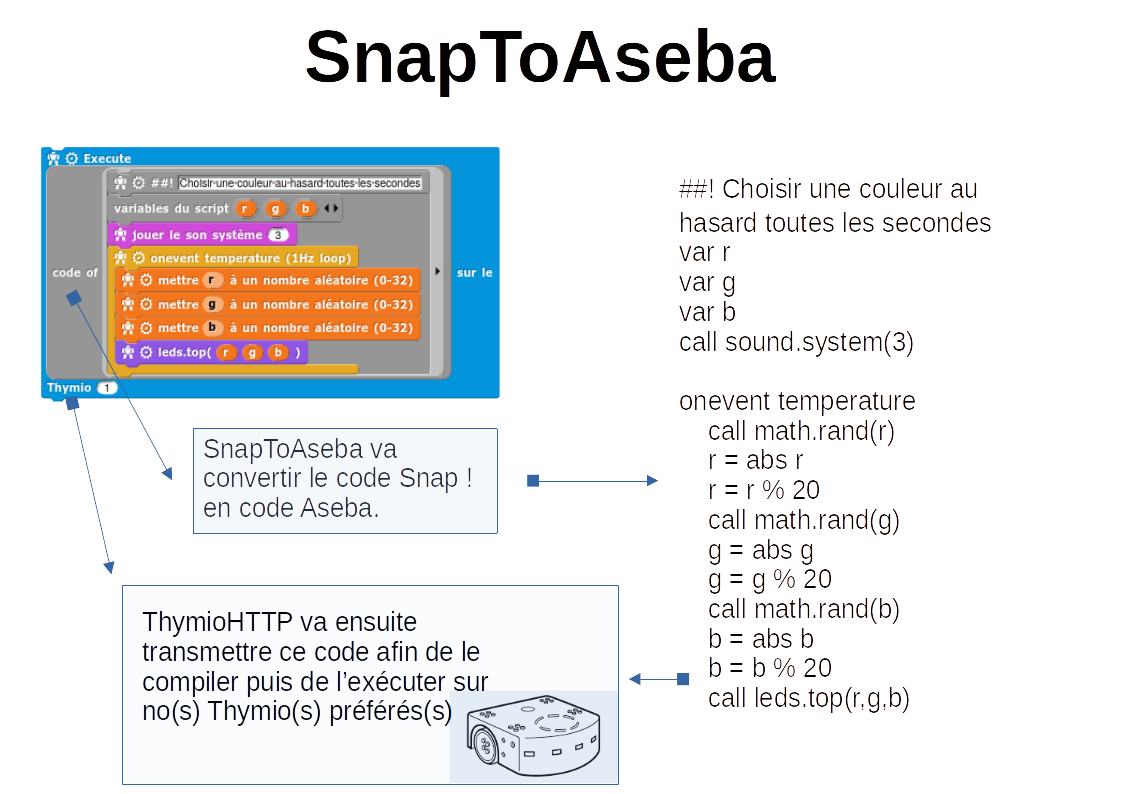 SnapToAseba
Execute
##! Choisir-une-couleur-au-hasard-toutes-les-secondes
variables du script r g b
jouer le son système 3
onevent temperature (1Hz loop)
code of
mettre r à un nombre aléatoire (0-32)
sur le
mettre g à un nombre aléatoire (0-32)
mettre b à un nombre aléatoire (0-32)
leds.top( r g b )
Thymio 1
SnapToAseba va
convertir le code Snap !
en code Aseba.
##! Choisir une couleur au
hasard toutes les secondes
var r
var g
var b
call sound.system(3)
onevent temperature
call math.rand(r)
r = abs r
r = r % 20
call math.rand(g)
g = abs g
g = g % 20
call math.rand(b)
b = abs b
b = b % 20
call leds.top(r,g,b)
ThymioHTTP va ensuite
transmettre ce code afin de le
compiler puis de l’exécuter sur
no(s) Thymio(s) préférés(s)